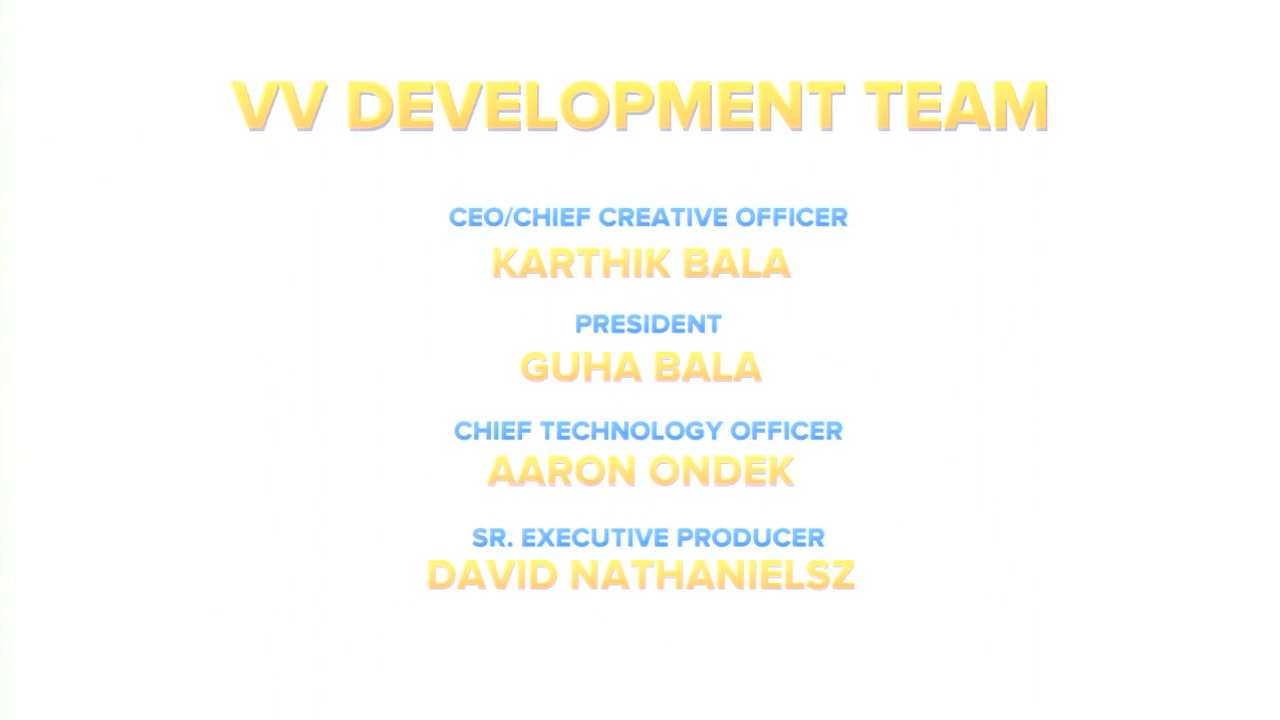 VV DEVELOPMENT TEAM
CEO/CHIEF CREATIVE OFFICER
KARTHIK BALA
PRESIDENT
GUHA BALA
CHIEF TECHNOLOGY OFFICER
AARON ONDEK
SR. EXECUTIVE PRODUCER
DAVID NATHANIELSZ